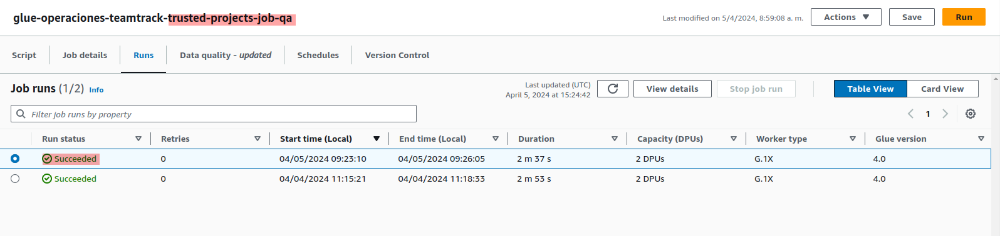 glue-operaciones-teamtrack-trusted-projects-job-qa
Last modified on 5/4/2024, 8:59:08 a. m.
Actions
Save
Run
Script
Job details
Runs
Data quality - updated
Schedules
Version Control
Job runs (1/2) Info
Last updated (UTC)
April 5, 2024 at 15:24:42
View details
Stop job run
Table View
Card View
Filter job runs by property
1
Run status Retries Start time (Local) End time (Local) Duration Capacity (DPUs) Worker type Glue version
Succeeded 0 04/05/2024 09:23:10 04/05/2024 09:26:05 2 m 37 s 2 DPUs G.1X 4.0
Succeeded 0 04/04/2024 11:15:21 04/04/2024 11:18:33 2 m 53 s 2 DPUs G.1X 4.0